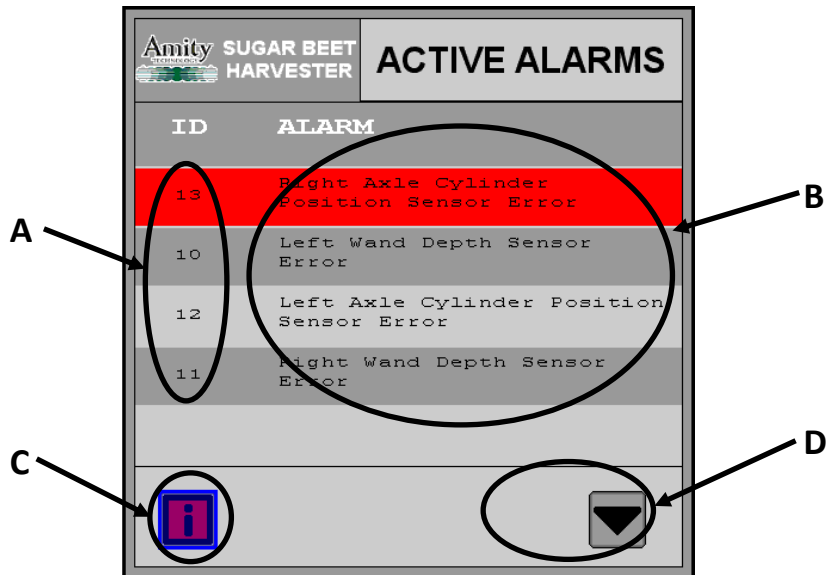 Amity
TECHNOLOGY
SUGAR BEET
HARVESTER
ACTIVE ALARMS
ID ALARM
13 Right Axle Cylinder
Position Sensor Error
10 Left Wand Depth Sensor
Error
12 Left Axle Cylinder Position
Sensor Error
11 Right Wand Depth Sensor
Error
A
B
C
i
D